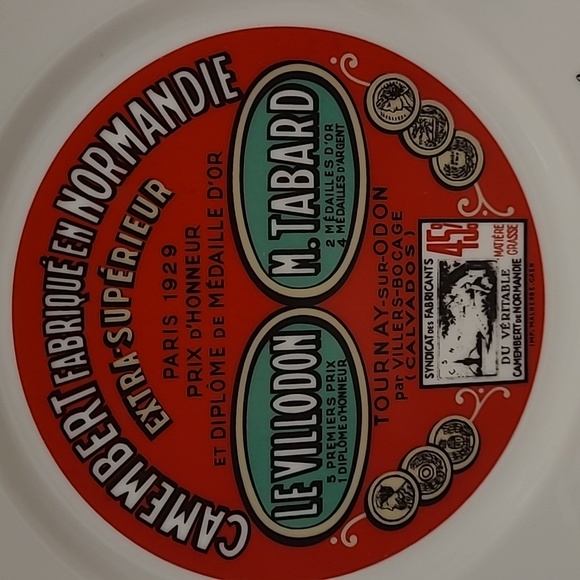 CAMEMBERT FABRIQUÉ EN NORMANDIE
EXTRA-SUPÉRIEUR
PARIS 1929
PRIX D'HONNEUR
ET DIPLÔME DE MÉDAILLE D'OR
LE VILLODON
5 PREMIERS PRIX
1 DIPLÔME D'HONNEUR
M. TABARD
2 MÉDAILLES D'OR
4 MÉDAILLES D'ARGENT
TOURNAY-SUR-ODON
par VILLERS-BOCAGE
(CALVADOS)
SYNDICAT DES FABRICANTS
45%
MATIÈRE
GRASSE
DU VÉRITABLE
CAMEMBERT DE NORMANDIE